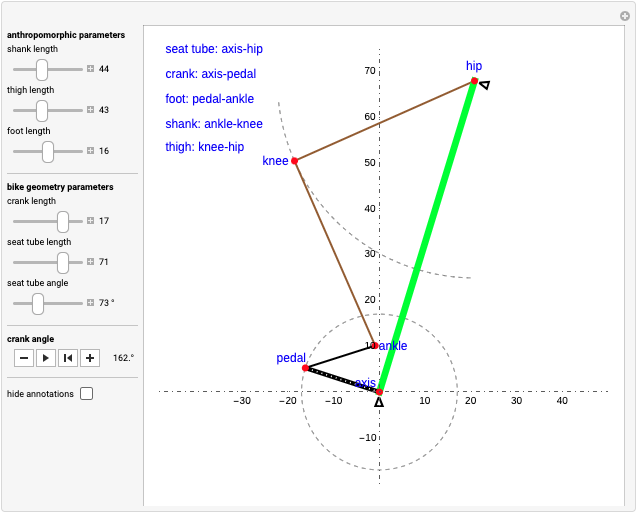 anthropomorphic parameters
shank length
44
thigh length
43
foot length
16
bike geometry parameters
crank length
17
seat tube length
71
seat tube angle
73 °
crank angle
162.°
hide annotations
seat tube: axis-hip
crank: axis-pedal
foot: pedal-ankle
shank: ankle-knee
thigh: knee-hip
hip
70
60
knee
50
40
30
20
10
ankle
pedal
axis
−30
−20
−10
10
20
30
40
−10